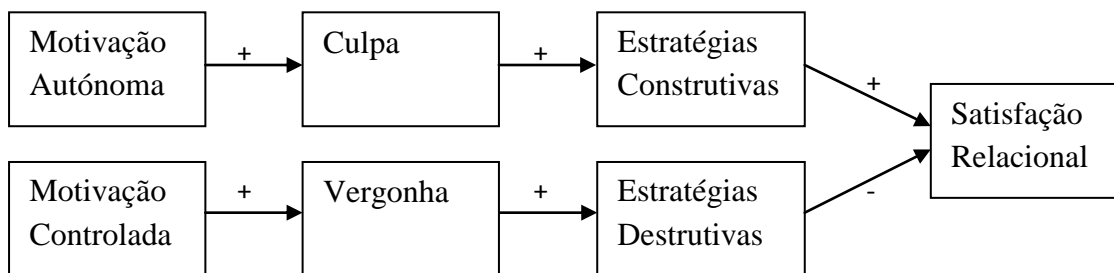 Motivação
Autónoma
+
Culpa
+
Estratégias
Construtivas
+
Satisfação
Relacional
Motivação
Controlada
+
Vergonha
+
Estratégias
Destrutivas
-